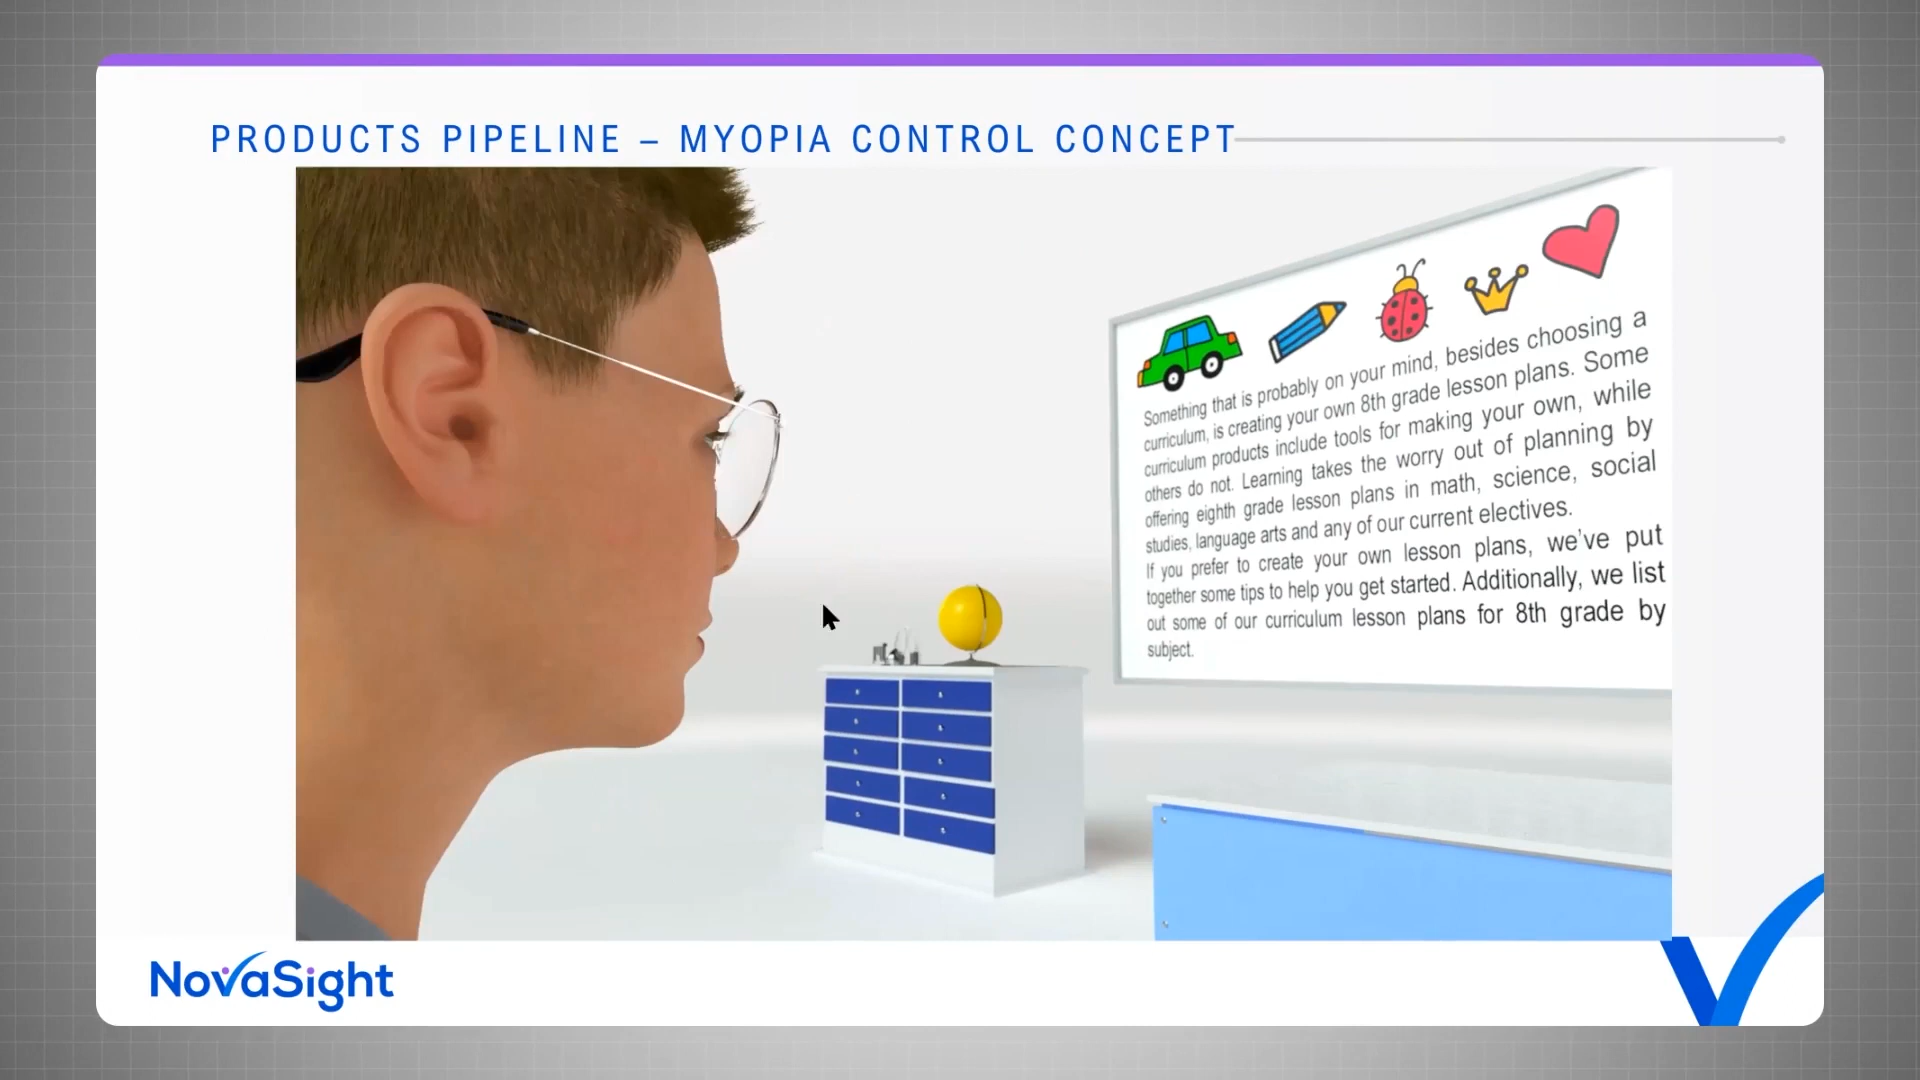 PRODUCTS PIPELINE – MYOPIA CONTROL CONCEPT
Something that is probably on your mind, besides choosing a
curriculum, is creating your own 8th grade lesson plans. Some
curriculum products include tools for making your own, while
others do not. Learning takes the worry out of planning by
offering eighth grade lesson plans in math, science, social
studies, language arts and any of our current electives.
If you prefer to create your own lesson plans, we've put
together some tips to help you get started. Additionally, we list
out some of our curriculum lesson plans for 8th grade by
subject.
NovaSight